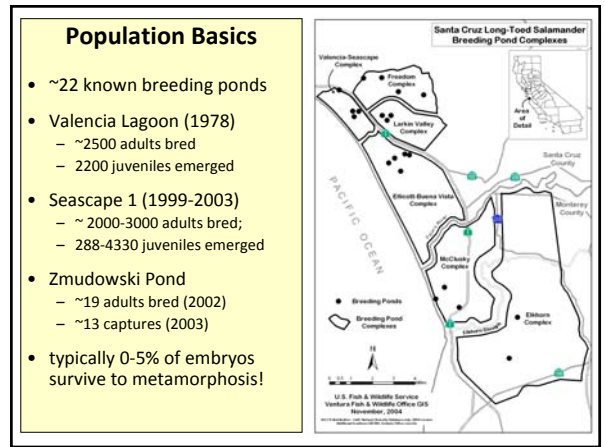 Population Basics
• ~22 known breeding ponds
• Valencia Lagoon (1978)
– ~2500 adults bred
– 2200 juveniles emerged
• Seascape 1 (1999-2003)
– ~ 2000-3000 adults bred;
– 288-4330 juveniles emerged
• Zmudowski Pond
– ~19 adults bred (2002)
– ~13 captures (2003)
• typically 0-5% of embryos
survive to metamorphosis!
Santa Cruz Long-Toed Salamander
Breeding Pond Complexes
Valencia-Seascape
Complex
Freedom
Complex
Larkin Valley
Complex
Area
of
Detail
Santa Cruz
County
Ellicott-Buena Vista
Complex
Monterey
County
PACIFIC OCEAN
McClusky
Complex
Breeding Ponds
Breeding Pond
Complexes
Elkhorn
Complex
Elkhorn Slough
N
U.S. Fish & Wildlife Service
Ventura Fish & Wildlife Office GIS
November, 2004